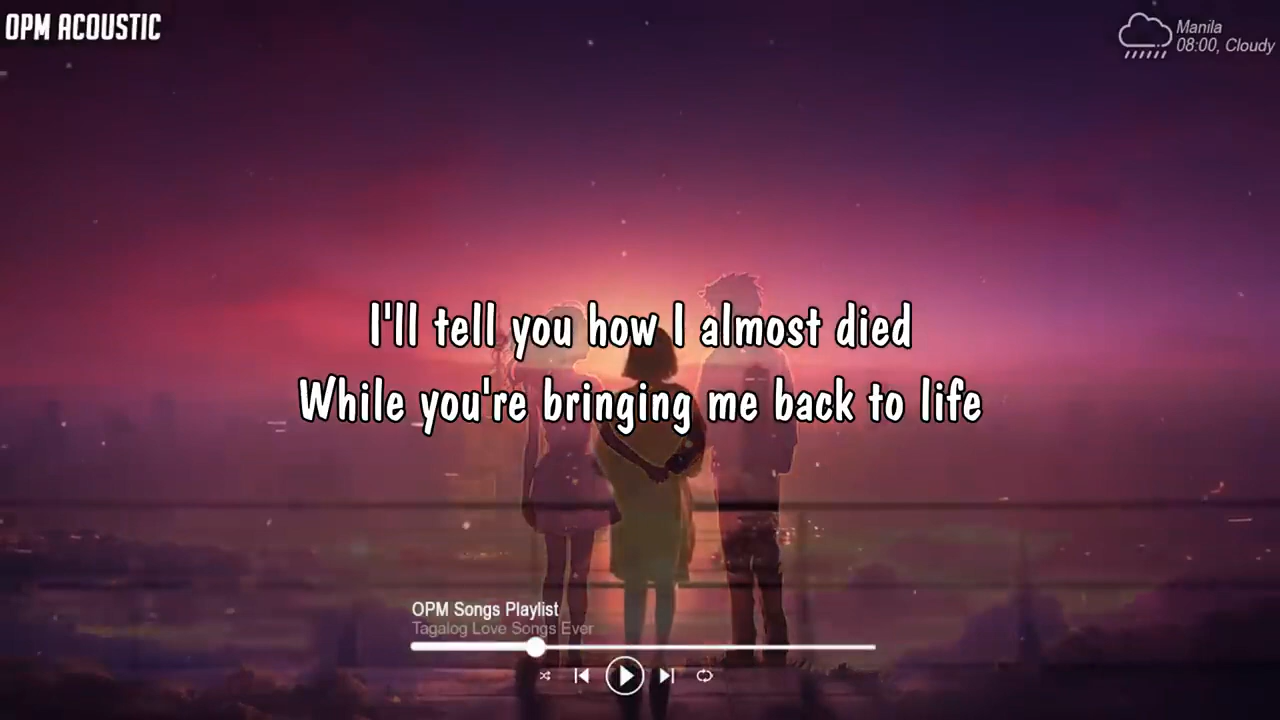 OPM ACOUSTIC
Manila
08:00, Cloudy
I'll tell you how I almost died
While you're bringing me back to life
OPM Songs Playlist
Tagalog Love Songs Ever